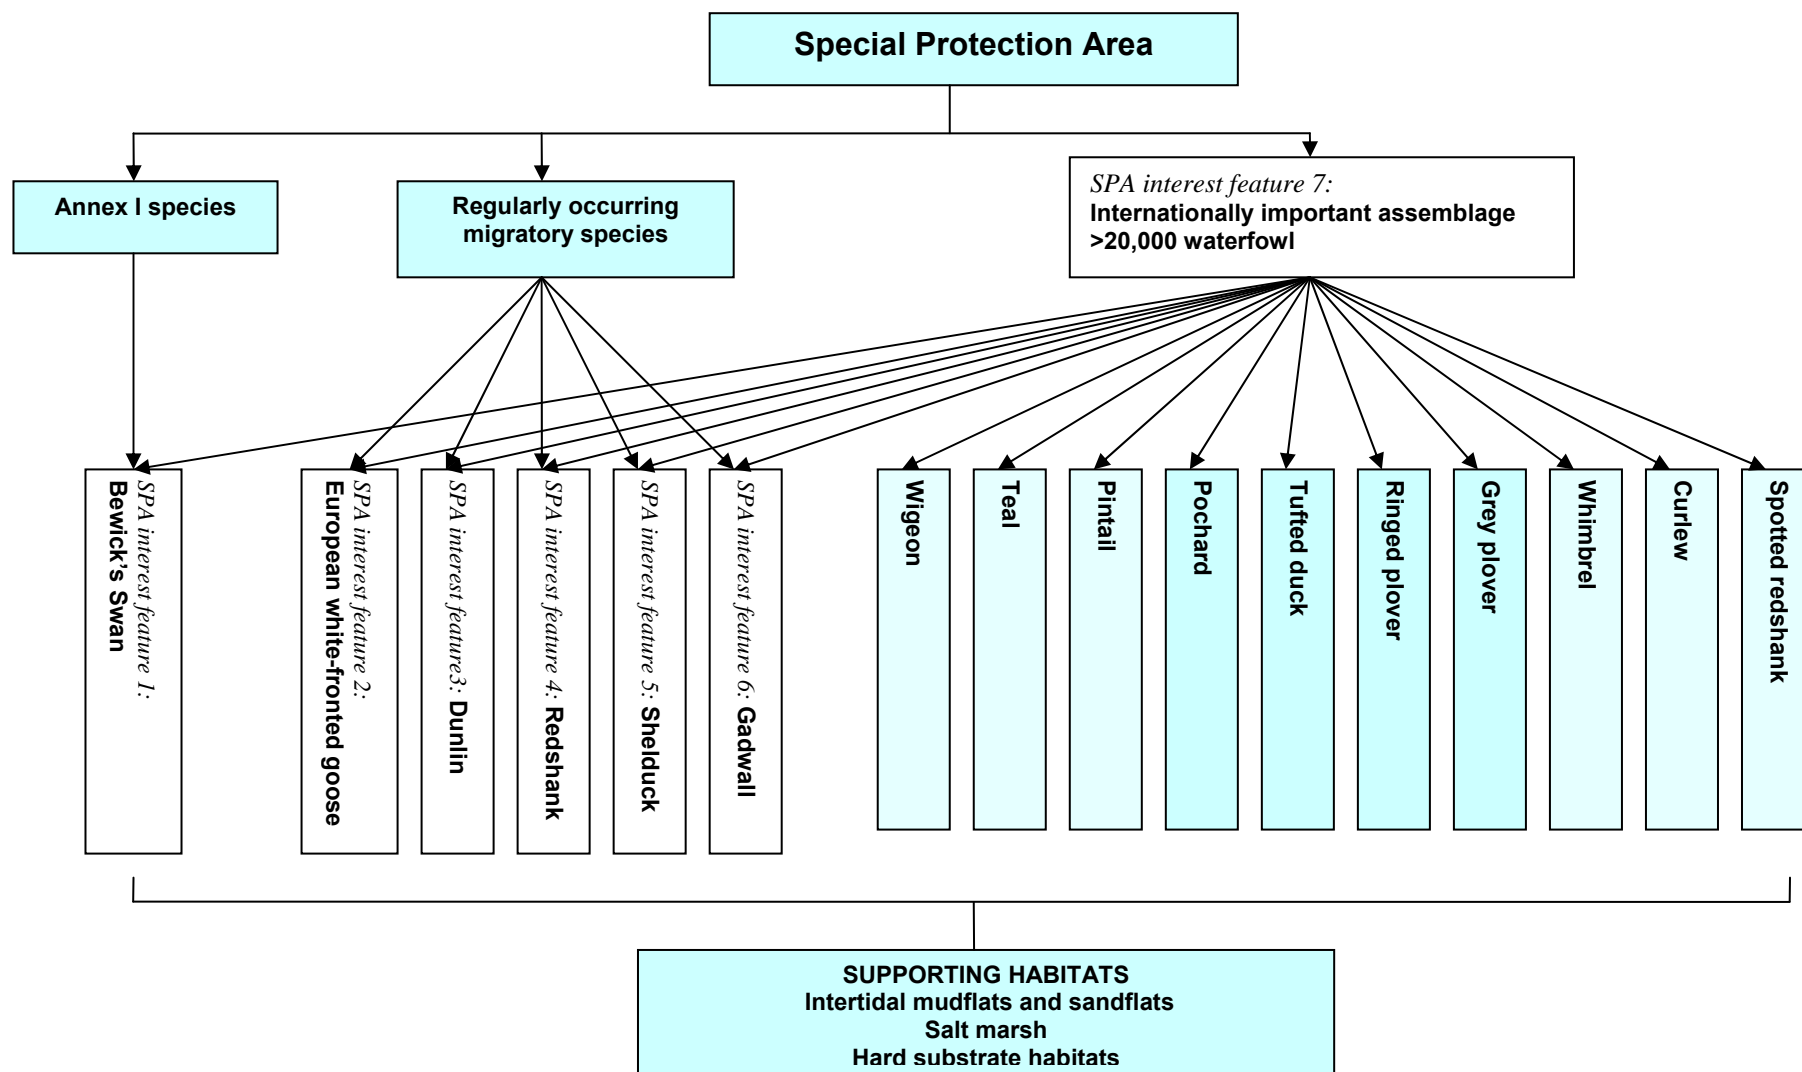 Special Protection Area
Annex I species
Regularly occurring
migratory species
SPA interest feature 7:
Internationally important assemblage
>20,000 waterfowl
SPA interest feature 1:
Bewick's Swan
SPA interest feature 2:
European white-fronted goose
SPA interest feature3: Dunlin
SPA interest feature 4: Redshank
SPA interest feature 5: Shelduck
SPA interest feature 6: Gadwall
Wigeon
Teal
Pintail
Pochard
Tufted duck
Ringed plover
Grey plover
Whimbrel
Curlew
Spotted redshank
SUPPORTING HABITATS
Intertidal mudflats and sandflats
Salt marsh
Hard substrate habitats